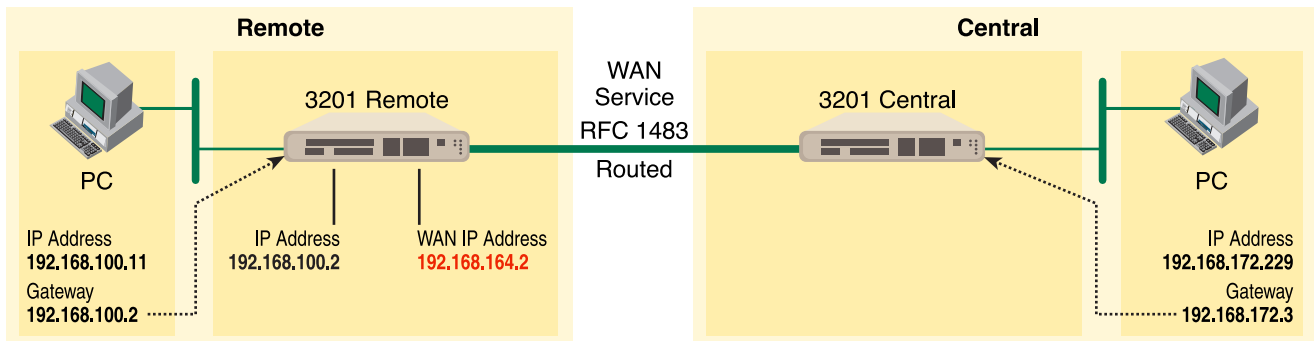 Remote
3201 Remote
PC
IP Address
192.168.100.11
Gateway
192.168.100.2
IP Address
192.168.100.2
WAN IP Address
192.168.164.2
WAN
Service
RFC 1483
Routed
Central
3201 Central
PC
IP Address
192.168.172.229
Gateway
192.168.172.3